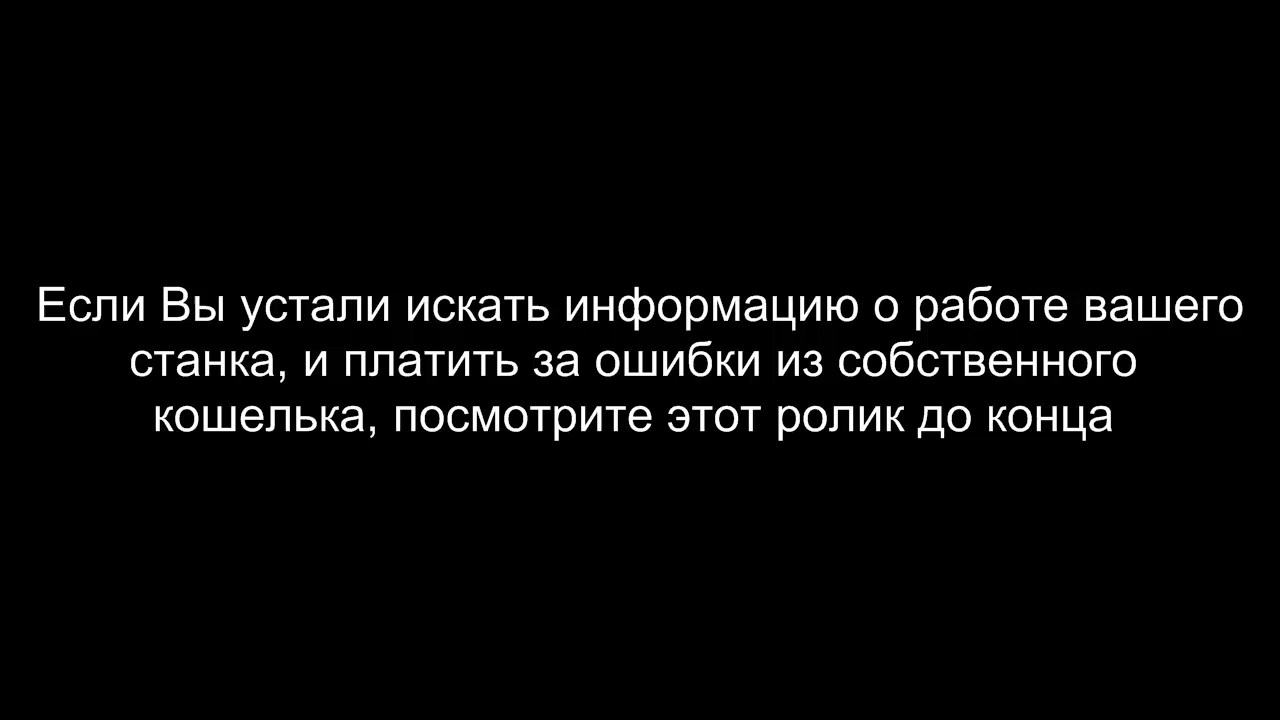 Если Вы устали искать информацию о работе вашего
станка, и платить за ошибки из собственного
кошелька, посмотрите этот ролик до конца